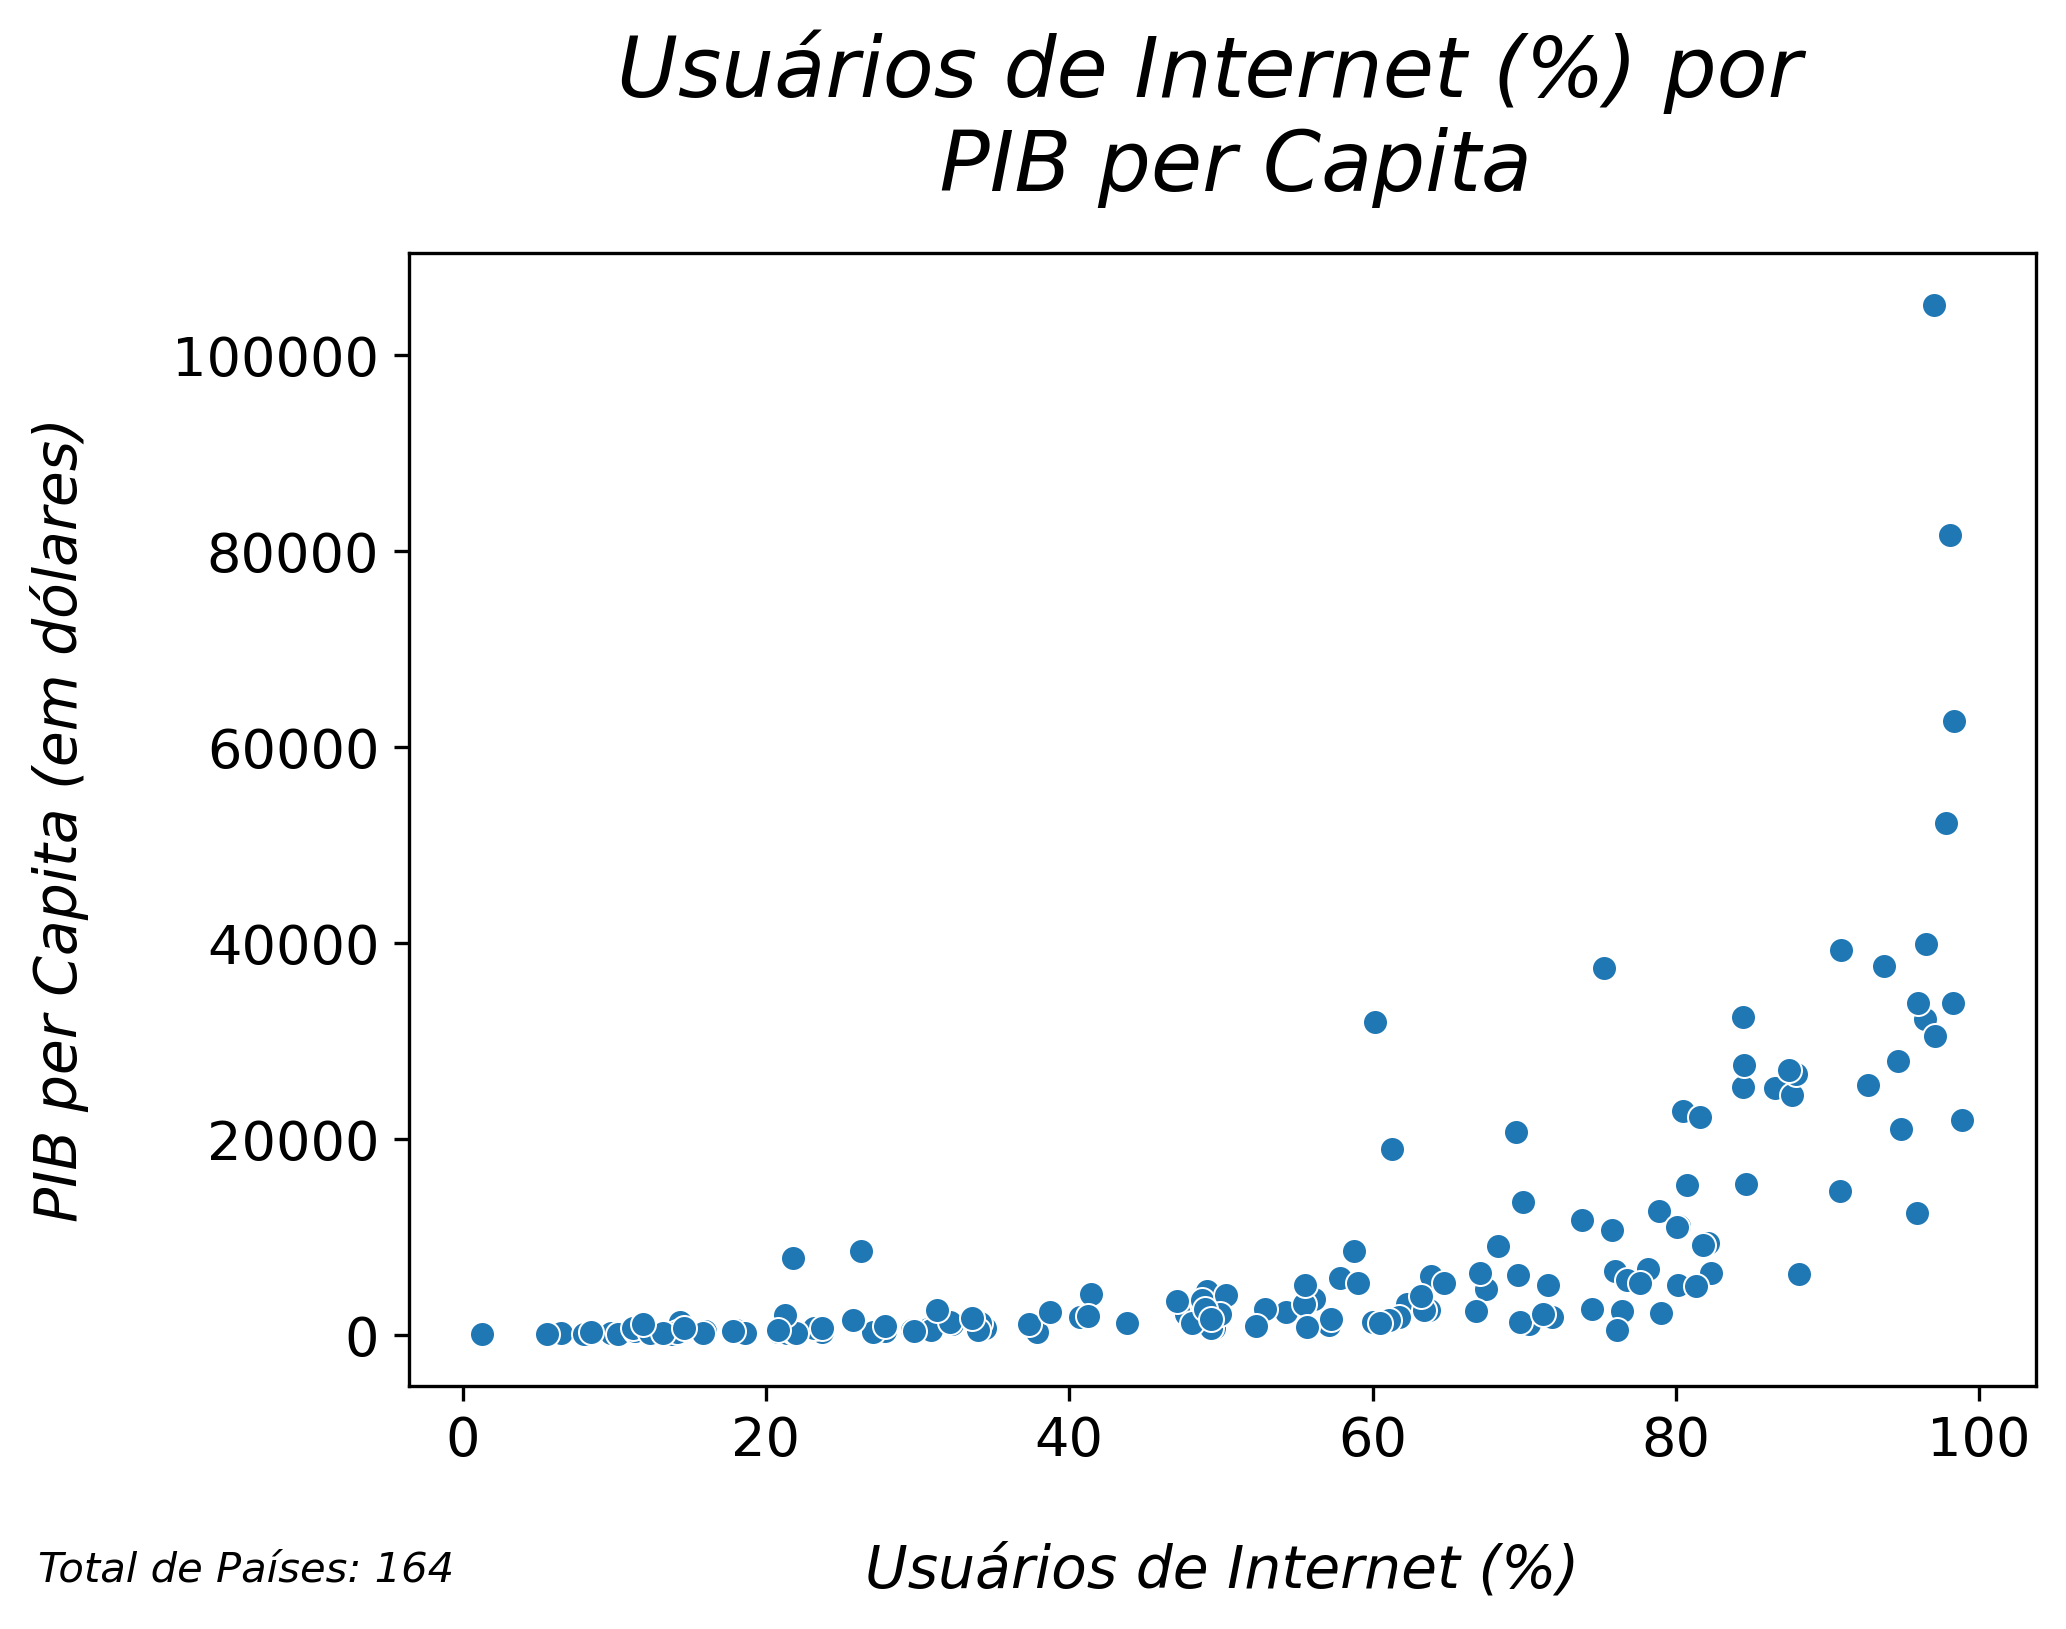 Usuários de Internet (%) por
PIB per Capita
PIB per Capita (em dólares)
100000
80000
60000
40000
20000
0
0 20 40 60 80 100
Usuários de Internet (%)
Total de Países: 164